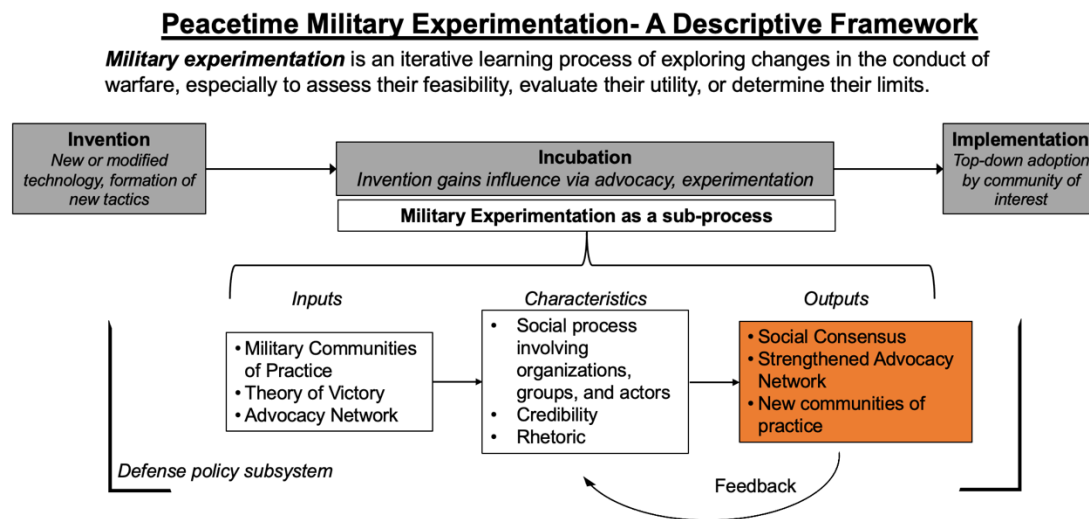 Peacetime Military Experimentation- A Descriptive Framework
Military experimentation is an iterative learning process of exploring changes in the conduct of
warfare, especially to assess their feasibility, evaluate their utility, or determine their limits.
Invention
New or modified
technology, formation of
new tactics
Incubation
Invention gains influence via advocacy, experimentation
Implementation
Top-down adoption
by community of
interest
Military Experimentation as a sub-process
Inputs
• Military Communities
of Practice
• Theory of Victory
• Advocacy Network
Characteristics
• Social process
involving
organizations,
groups, and actors
• Credibility
• Rhetoric
Outputs
• Social Consensus
• Strengthened Advocacy
Network
• New communities of
practice
Defense policy subsystem
Feedback